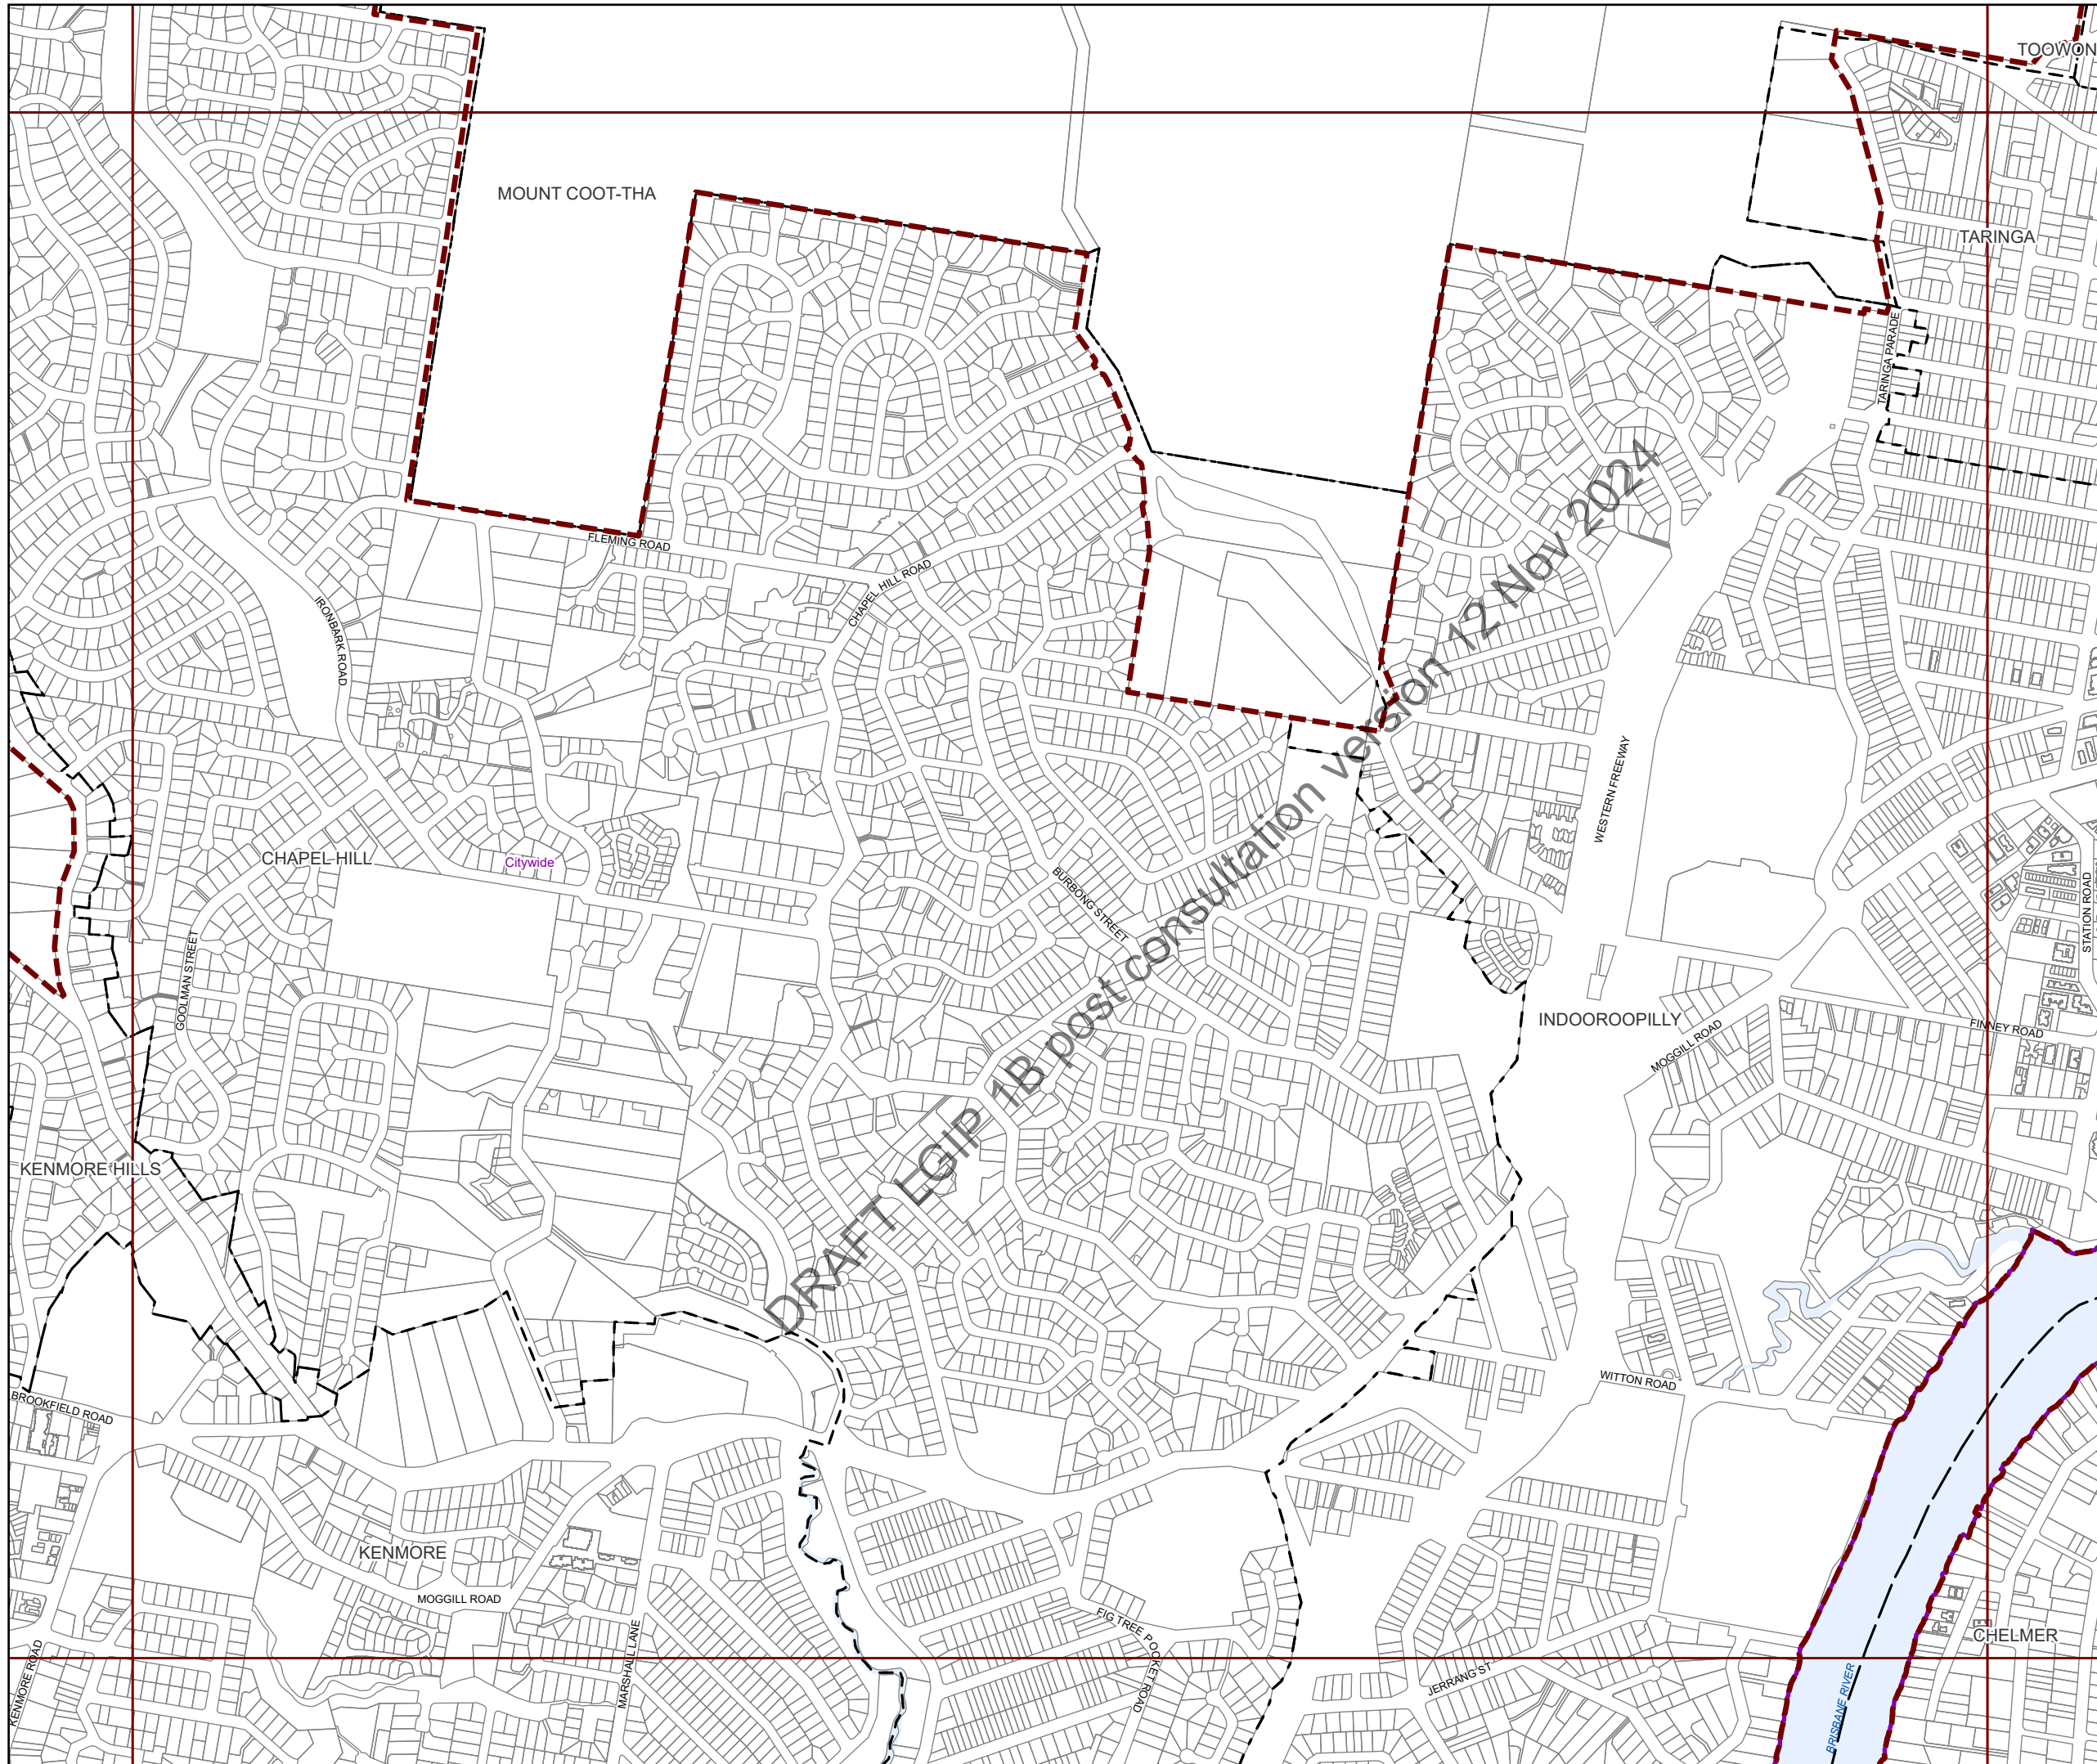 TOOWON
MOUNT COOT-THA
TARINGA
TARINGA PARADE
FLEMING ROAD
CHAPEL HILL ROAD
IRONBARK ROAD
WESTERN FREEWAY
CHAPEL HILL
Citywide
BURBONG STREET
STATION ROAD
GOOLMAN STREET
INDOOROOPILLY
FINNEY ROAD
MOGGILL ROAD
DRAFT LGIP 1B post consultation version 12 Nov 2024
KENMORE HILLS
WITTON ROAD
BROOKFIELD ROAD
KENMORE
MOGGILL ROAD
FIG TREE POCKET ROAD
CHELMER
MARSHALL LANE
KENMORE ROAD
JERRANG ST
BRISBANE RIVER